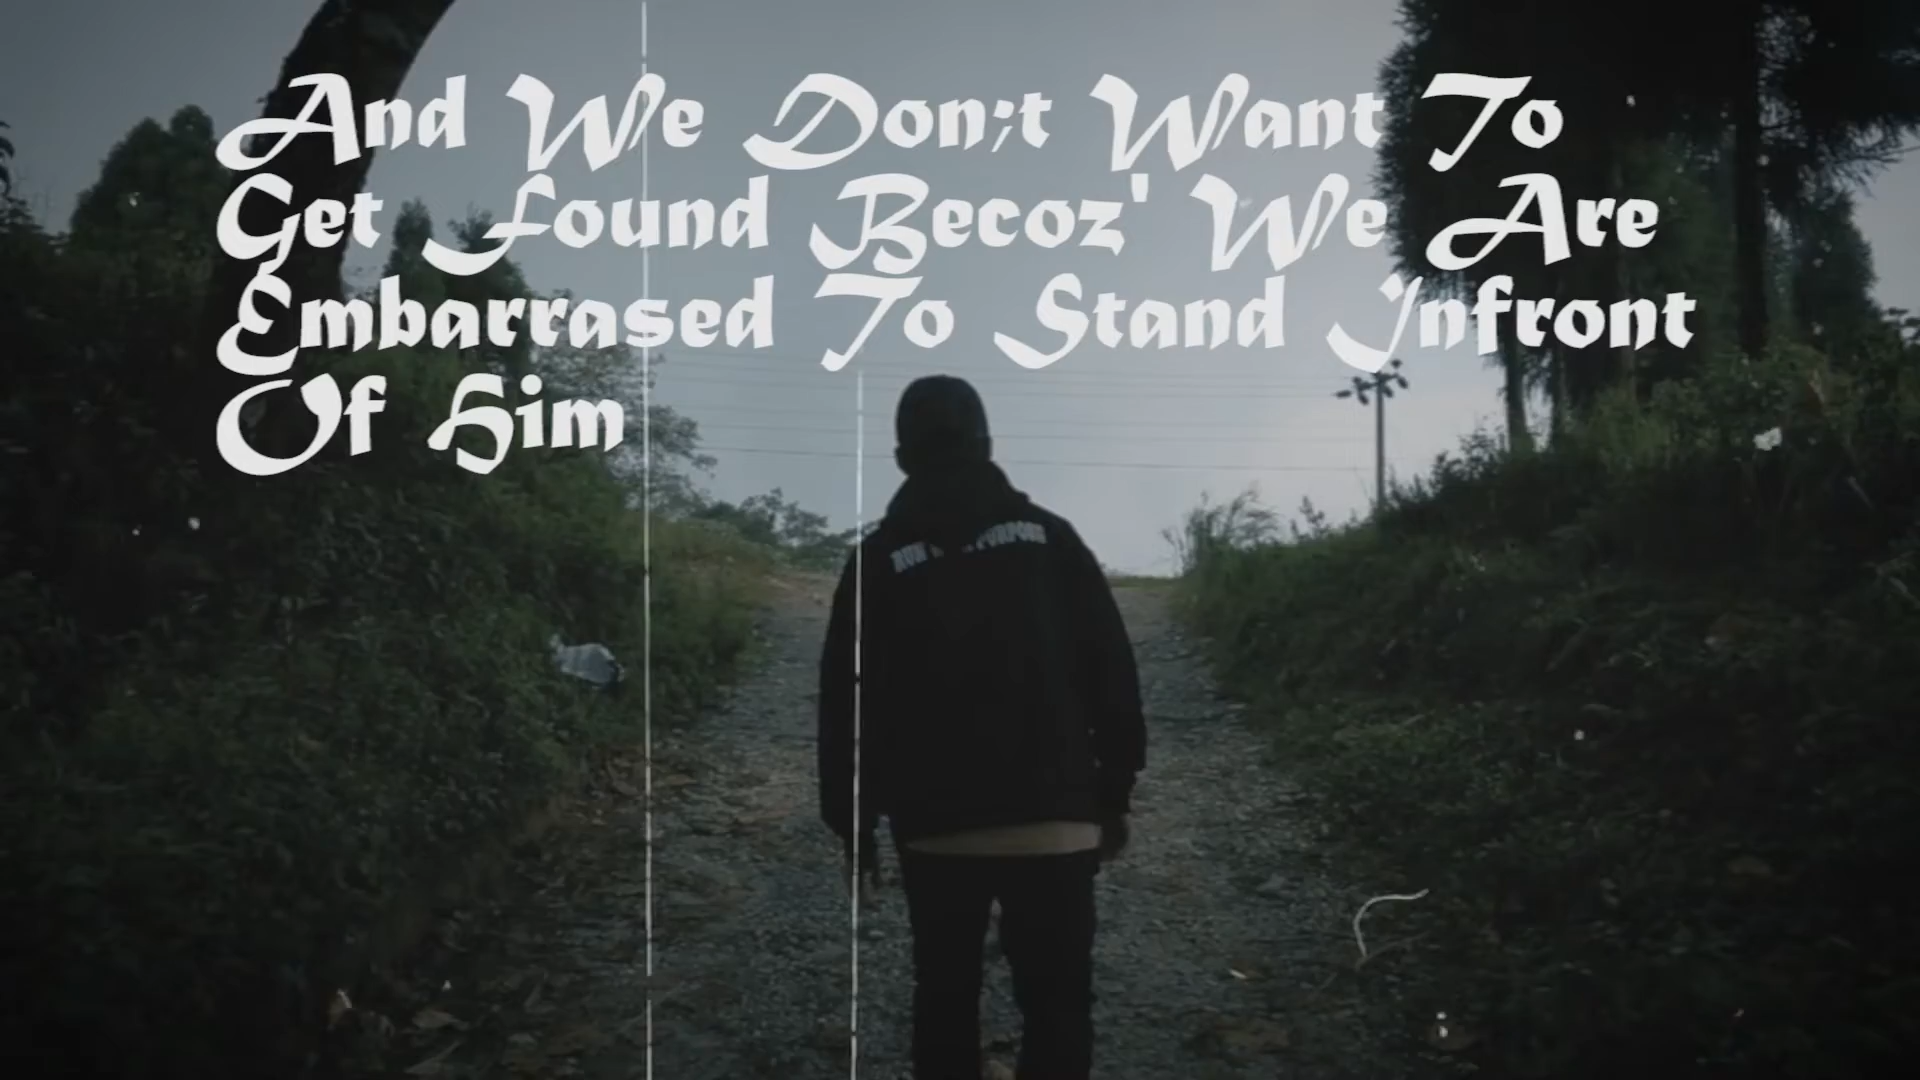 And We Don;t Want To
Get Found Becoz' We Are
Embarrased To Stand Infront
Of Him